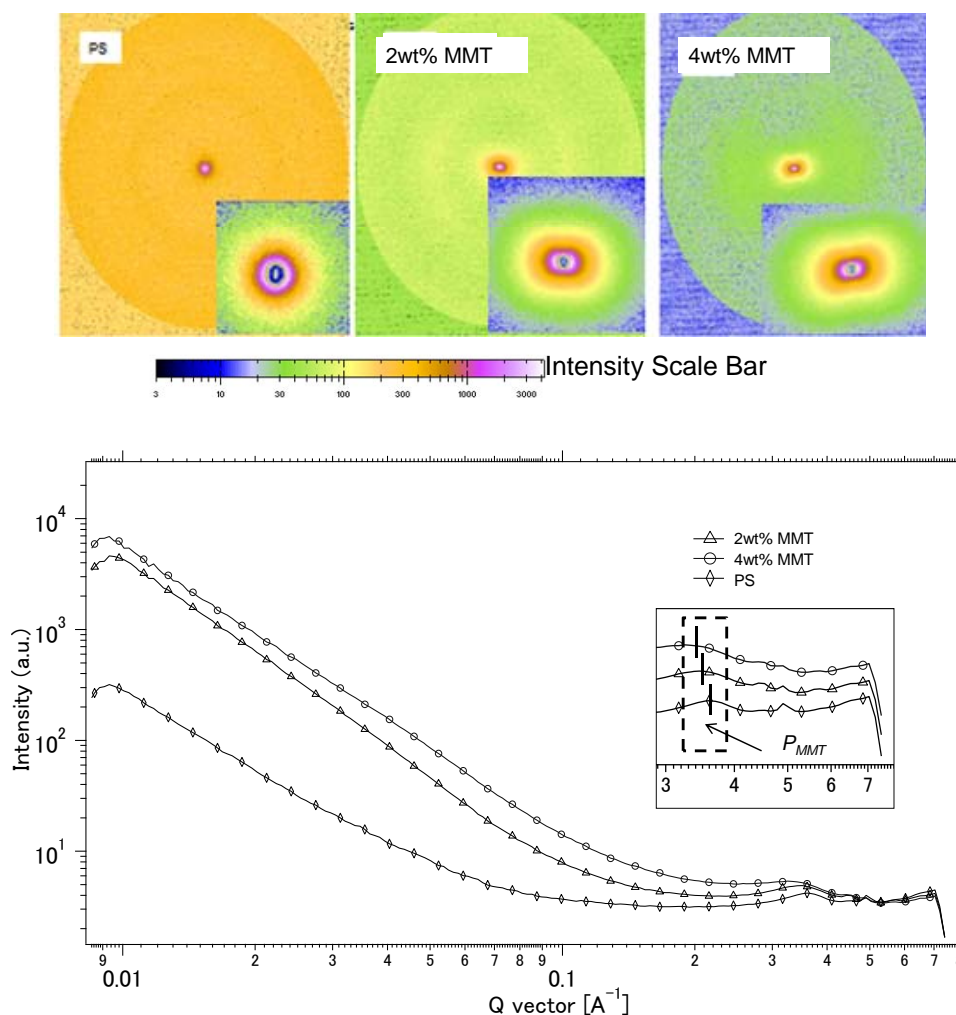 PS
2wt% MMT
4wt% MMT
Intensity Scale Bar
3 10 30 100 300 1000 3000
Intensity (a.u.)
10^4
10^3
10^2
10^1
2wt% MMT
4wt% MMT
PS
P_MMT
3 4 5 6 7
9 0.01 2 3 4 5 6 7 8 9 0.1 2 3 4 5 6 7
Q vector [A^-1]